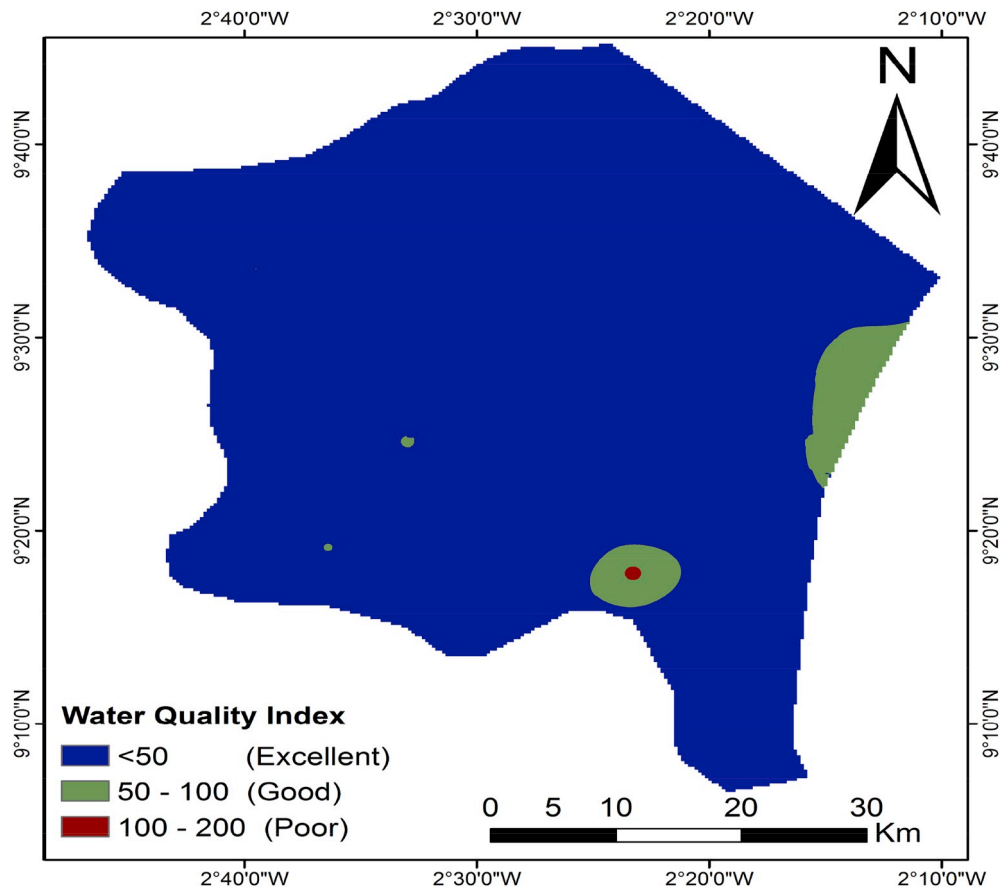 2°40'0"W 2°30'0"W 2°20'0"W 2°10'0"W
N
9°40'0"N 9°40'0"N
9°30'0"N 9°30'0"N
9°20'0"N 9°20'0"N
9°10'0"N 9°10'0"N
Water Quality Index
<50 (Excellent)
50 - 100 (Good)
100 - 200 (Poor)
0 5 10 20 30
Km
2°40'0"W 2°30'0"W 2°20'0"W 2°10'0"W